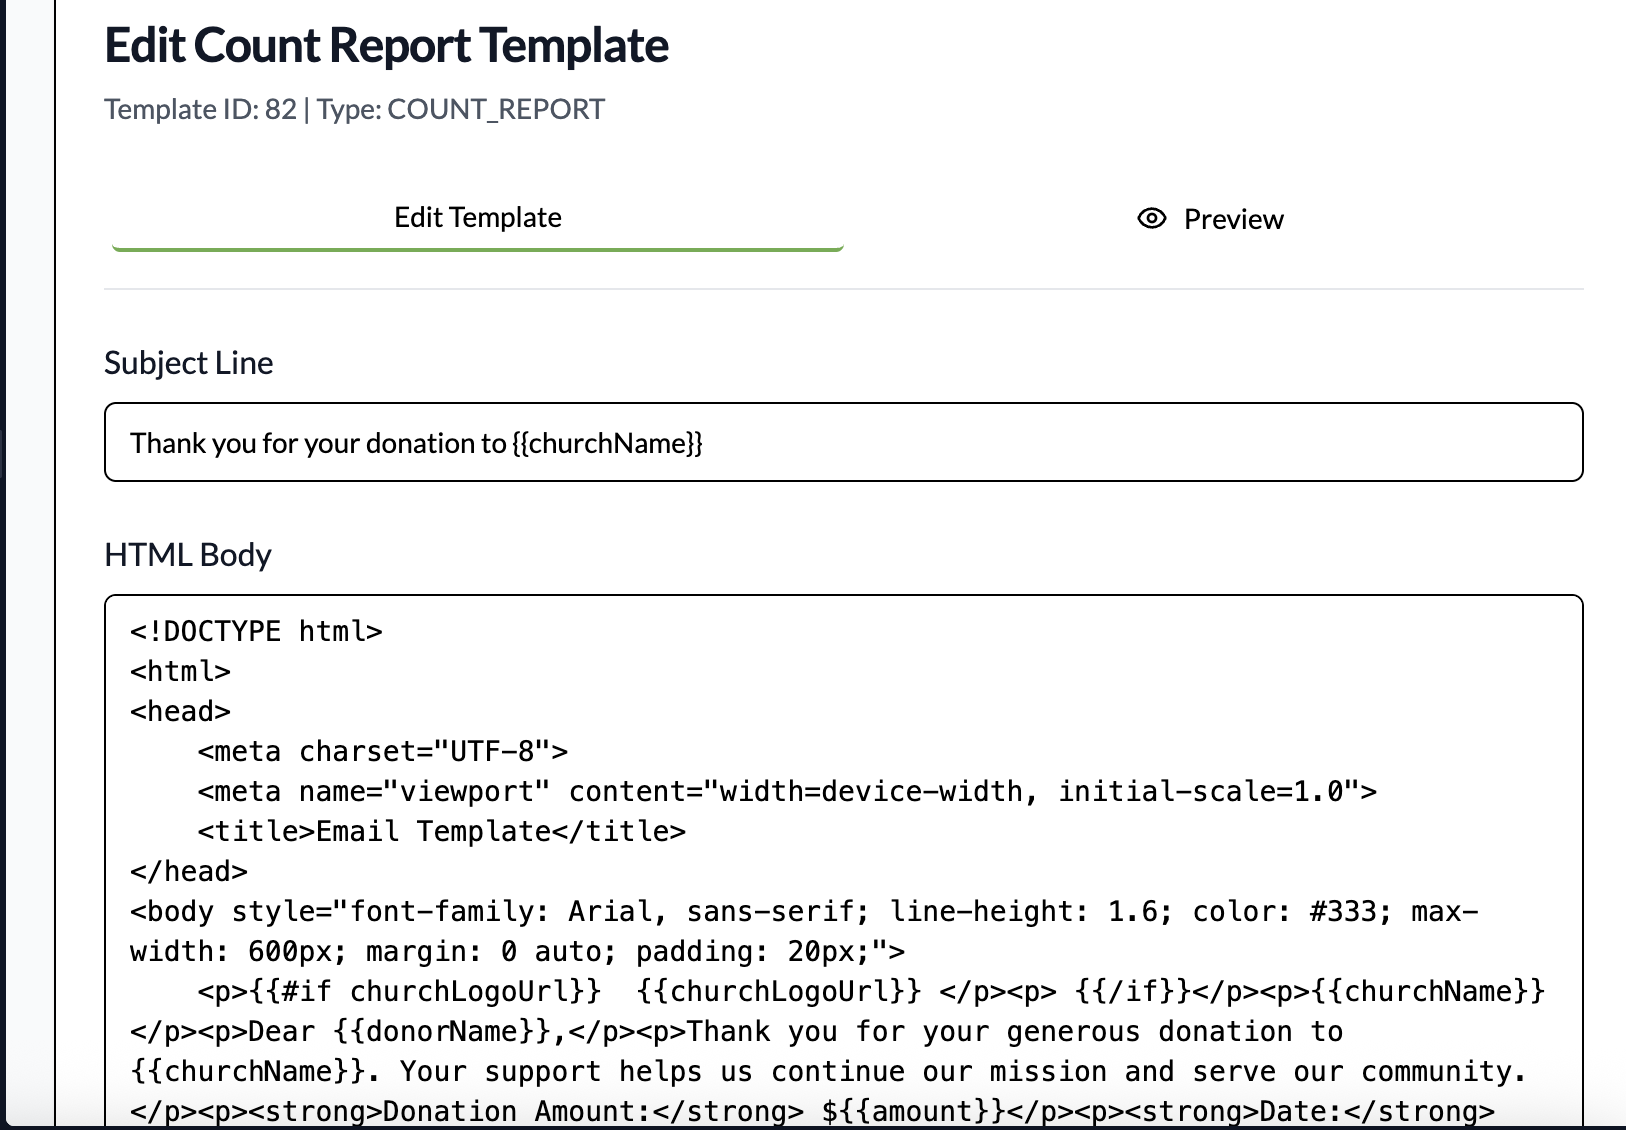 Edit Count Report Template
Template ID: 82 | Type: COUNT_REPORT
Edit Template
Preview
Subject Line
Thank you for your donation to {{churchName}}
HTML Body
<!DOCTYPE html>
<html>
<head>
    <meta charset="UTF-8">
    <meta name="viewport" content="width=device-width, initial-scale=1.0">
    <title>Email Template</title>
</head>
<body style="font-family: Arial, sans-serif; line-height: 1.6; color: #333; max-
width: 600px; margin: 0 auto; padding: 20px;">
    <p>{{#if churchLogoUrl}}  {{churchLogoUrl}} </p><p> {{/if}}</p><p>{{churchName}}
</p><p>Dear {{donorName}},</p><p>Thank you for your generous donation to
{{churchName}}. Your support helps us continue our mission and serve our community.
</p><p><strong>Donation Amount:</strong> ${{amount}}</p><p><strong>Date:</strong>